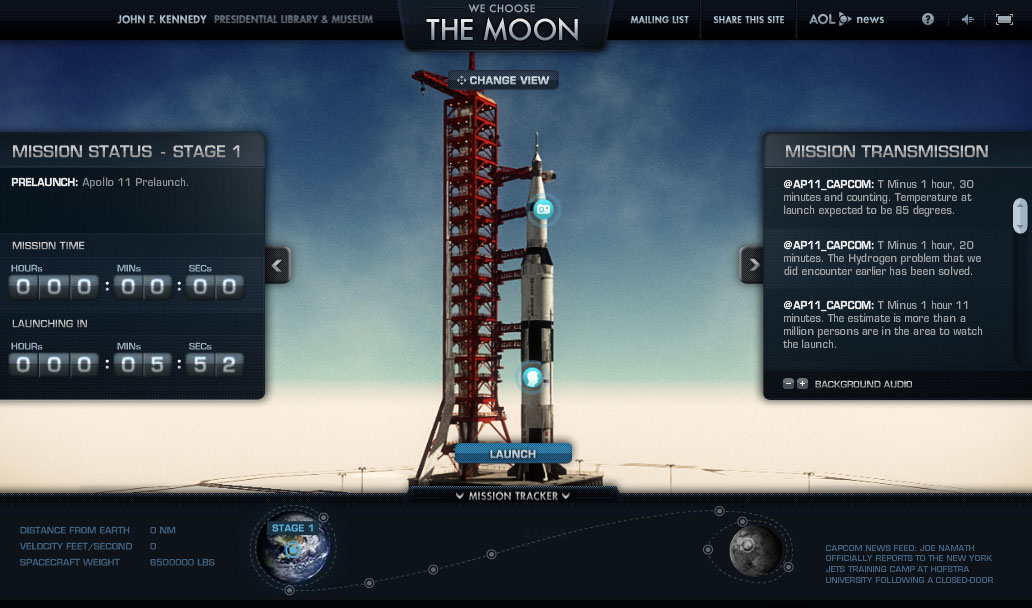 JOHN F. KENNEDY PRESIDENTIAL LIBRARY & MUSEUM
WE CHOOSE
THE MOON
MAILING LIST
SHARE THIS SITE
AOL news
?
CHANGE VIEW
MISSION STATUS - STAGE 1
PRELAUNCH: Apollo 11 Prelaunch.
MISSION TIME
HOURs MINs SECs
000:00:00
LAUNCHING IN
HOURs MINs SECs
000:05:52
MISSION TRANSMISSION
@AP11_CAPCOM: T Minus 1 hour, 30
minutes and counting. Temperature at
launch expected to be 85 degrees.
@AP11_CAPCOM: T Minus 1 hour, 20
minutes. The Hydrogen problem that we
did encounter earlier has been solved.
@AP11_CAPCOM: T Minus 1 hour 11
minutes. The estimate is more than a
million persons are in the area to watch
the launch.
BACKGROUND AUDIO
LAUNCH
MISSION TRACKER
DISTANCE FROM EARTH 0 NM
VELOCITY FEET/SECOND 0
SPACECRAFT WEIGHT 6500000 LBS
STAGE 1
CAPCOM NEWS FEED: JOE NAMATH
OFFICIALLY REPORTS TO THE NEW YORK
JETS TRAINING CAMP AT HOFSTRA
UNIVERSITY FOLLOWING A CLOSED-DOOR